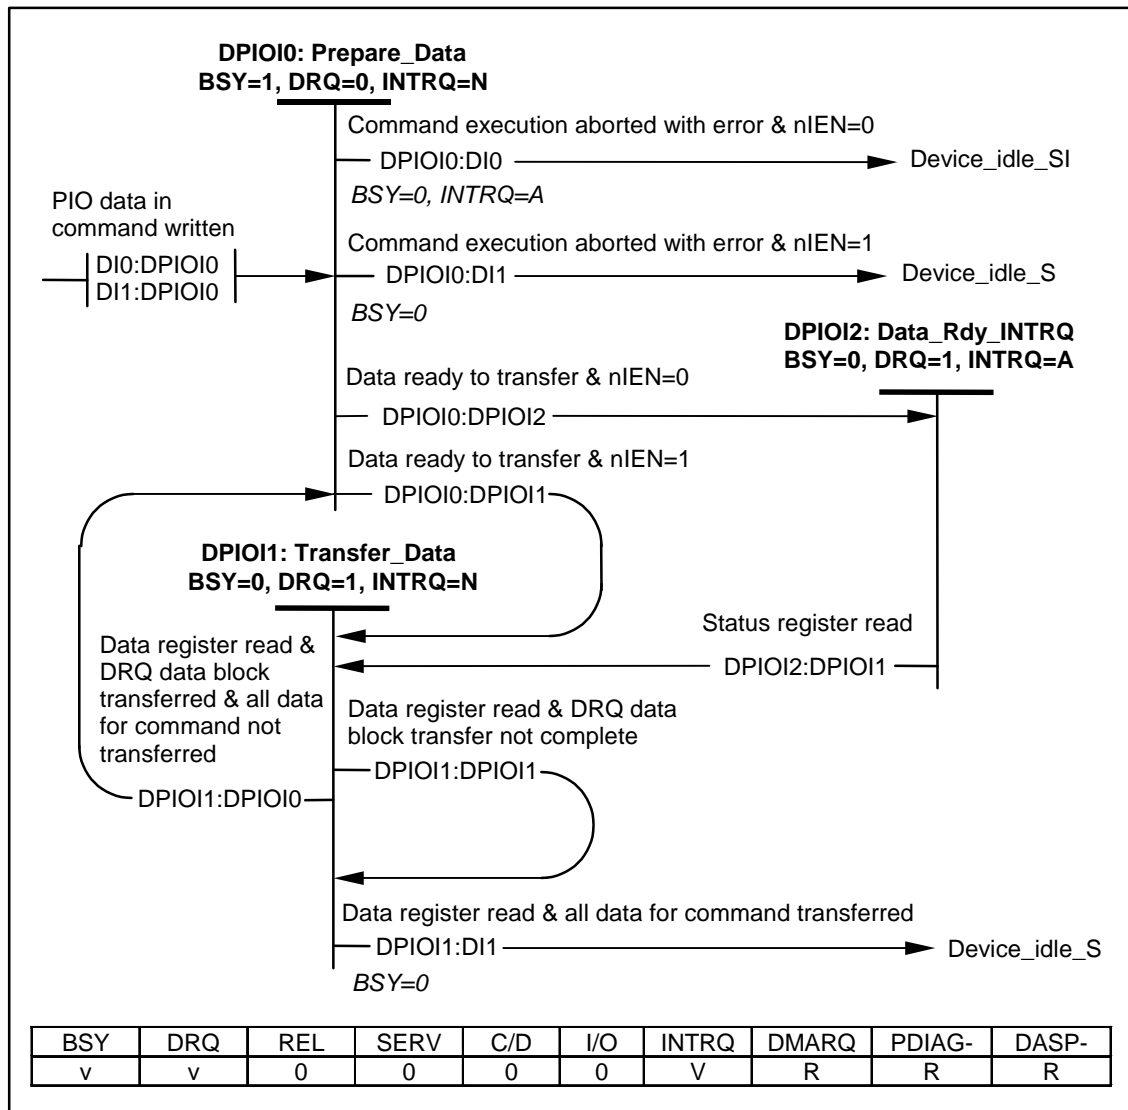 DPIOI0: Prepare_Data
BSY=1, DRQ=0, INTRQ=N
Command execution aborted with error & nIEN=0
DPIOI0:DI0
Device_idle_SI
BSY=0, INTRQ=A
PIO data in
command written
DI0:DPIOI0
DI1:DPIOI0
Command execution aborted with error & nIEN=1
DPIOI0:DI1
Device_idle_S
BSY=0
DPIOI2: Data_Rdy_INTRQ
BSY=0, DRQ=1, INTRQ=A
Data ready to transfer & nIEN=0
DPIOI0:DPIOI2
Data ready to transfer & nIEN=1
DPIOI0:DPIOI1
DPIOI1: Transfer_Data
BSY=0, DRQ=1, INTRQ=N
Status register read
DPIOI2:DPIOI1
Data register read &
DRQ data block
transferred & all data
for command not
transferred
DPIOI1:DPIOI0
Data register read & DRQ data
block transfer not complete
DPIOI1:DPIOI1
Data register read & all data for command transferred
DPIOI1:DI1
Device_idle_S
BSY=0
BSY DRQ REL SERV C/D I/O INTRQ DMARQ PDIAG- DASP-
v v 0 0 0 0 V R R R